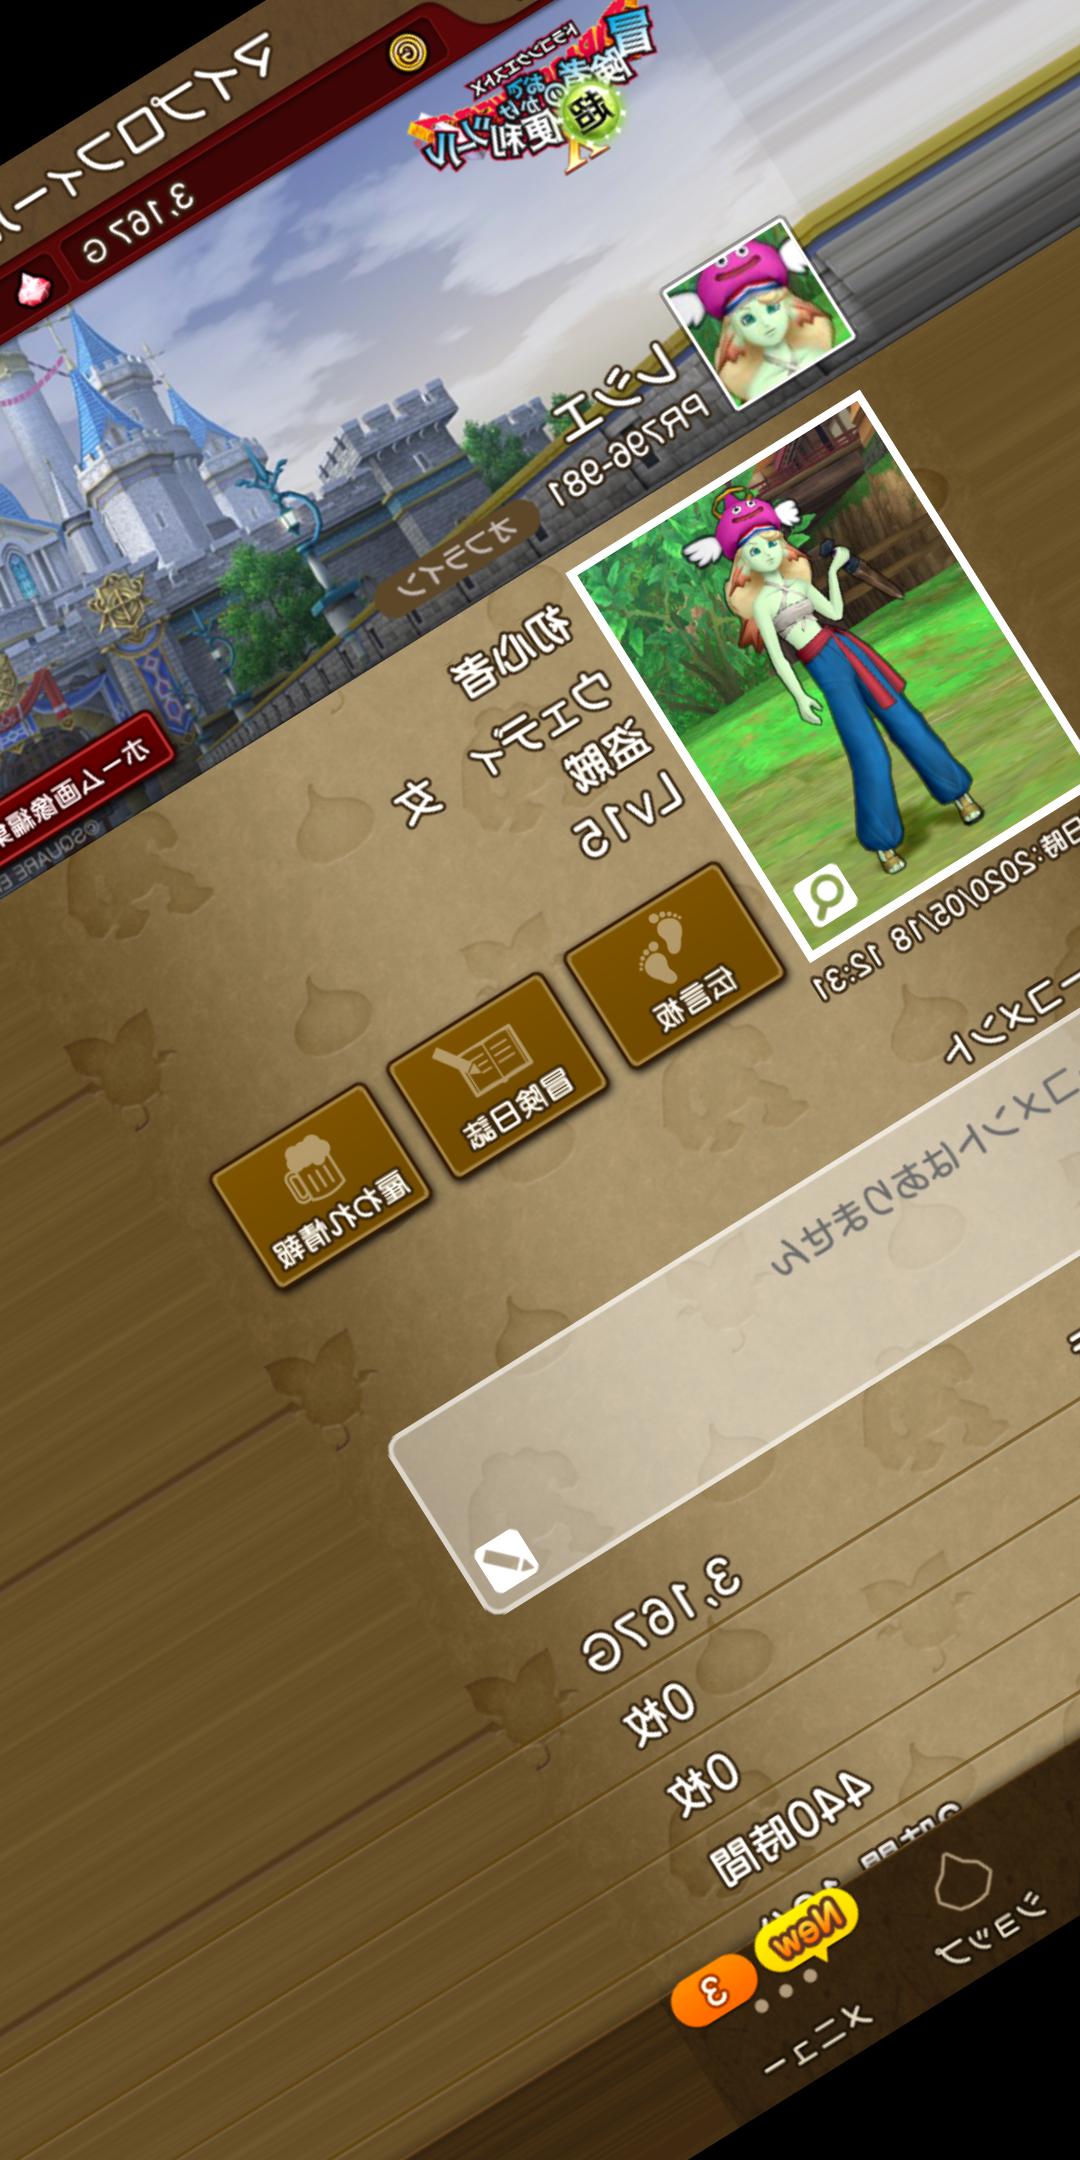 マイプロフィール
3,167 G
ドラゴンクエストX
冒険者の
おでかけ
超便利ツール
レジェ
PR796-981
オフライン
ホーム画像編集
©SQUARE E
初心者
ウェディ 女
盗賊
Lv15
日時:2020/05/18 12:31
伝言板
冒険日誌
雇われ情報
コメント
コメントはありません
3,167G
0枚
0枚
440時間
ショップ
New
3
メニュー